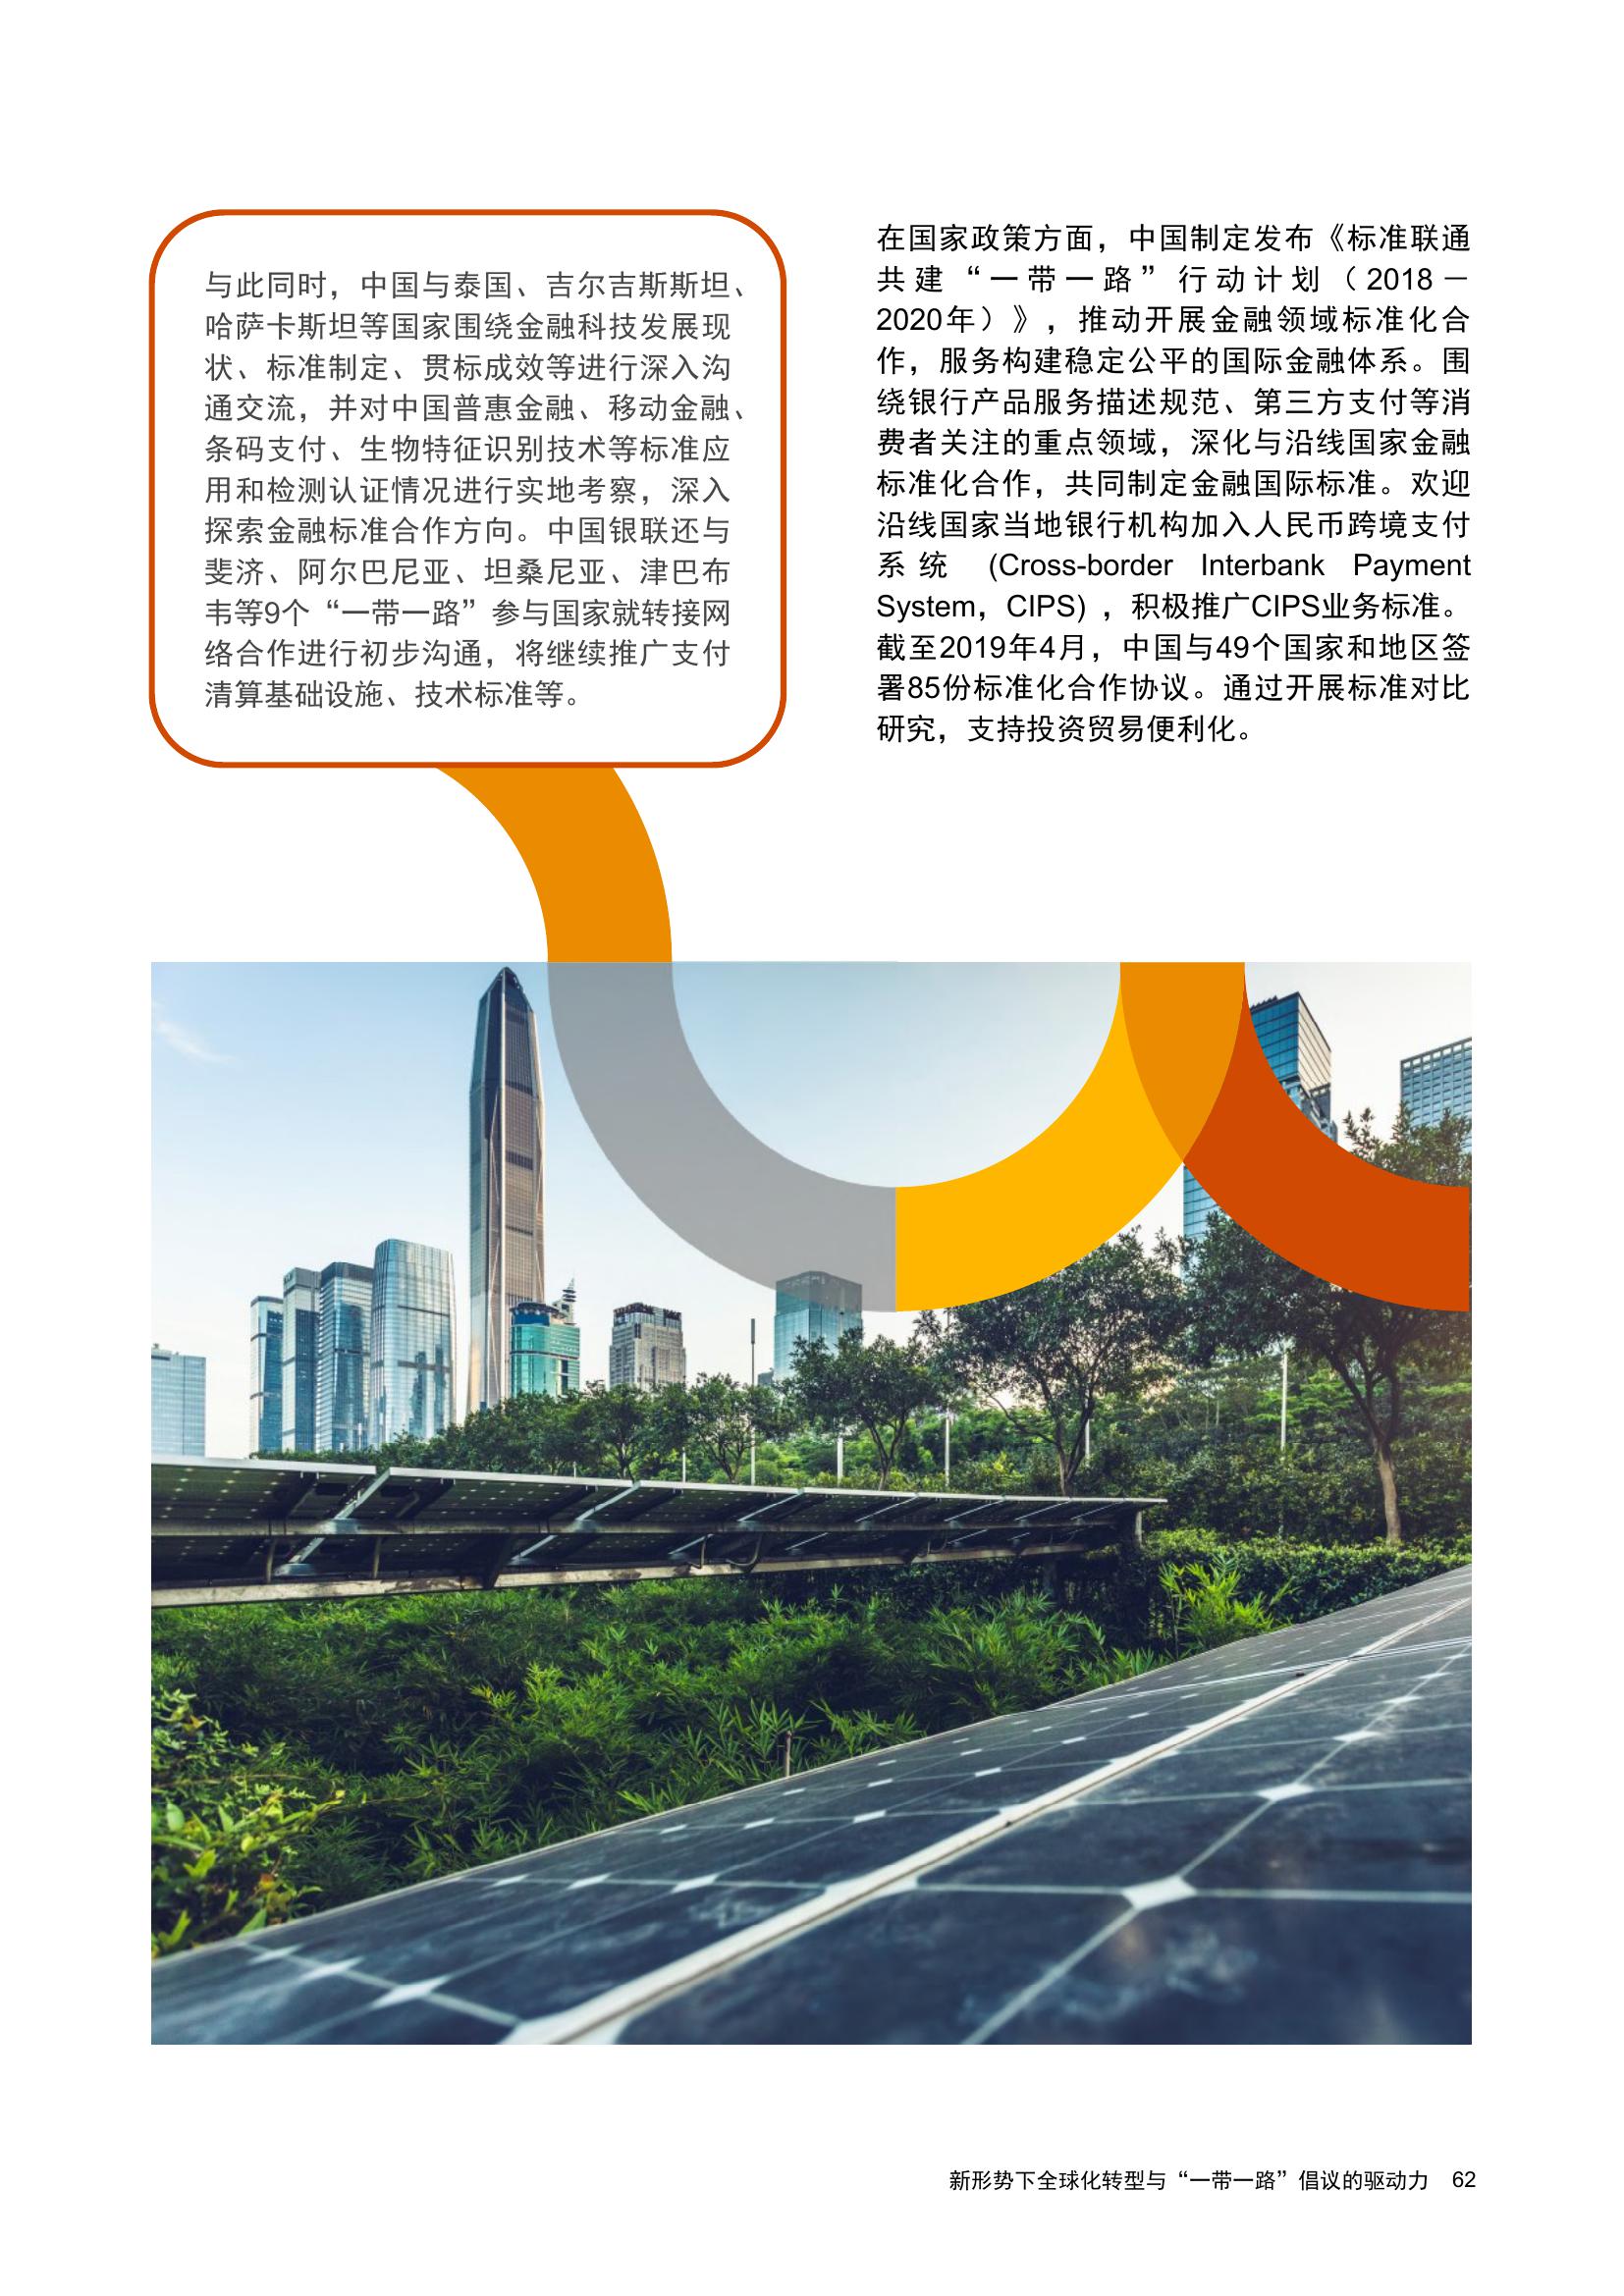 与此同时，中国与泰国、吉尔吉斯斯坦、
哈萨卡斯坦等国家围绕金融科技发展现
状、标准制定、贯标成效等进行深入沟
通交流，并对中国普惠金融、移动金融、
条码支付、生物特征识别技术等标准应
用和检测认证情况进行实地考察，深入
探索金融标准合作方向。中国银联还与
斐济、阿尔巴尼亚、坦桑尼亚、津巴布
韦等9个“一带一路”参与国家就转接网
络合作进行初步沟通，将继续推广支付
清算基础设施、技术标准等。
在国家政策方面，中国制定发布《标准联通
共建“一带一路”行动计划（2018－
2020年）》，推动开展金融领域标准化合
作，服务构建稳定公平的国际金融体系。围
绕银行产品服务描述规范、第三方支付等消
费者关注的重点领域，深化与沿线国家金融
标准化合作，共同制定金融国际标准。欢迎
沿线国家当地银行机构加入人民币跨境支付
系统 (Cross-border Interbank Payment
System，CIPS)，积极推广CIPS业务标准。
截至2019年4月，中国与49个国家和地区签
署85份标准化合作协议。通过开展标准对比
研究，支持投资贸易便利化。
新形势下全球化转型与“一带一路”倡议的驱动力 62